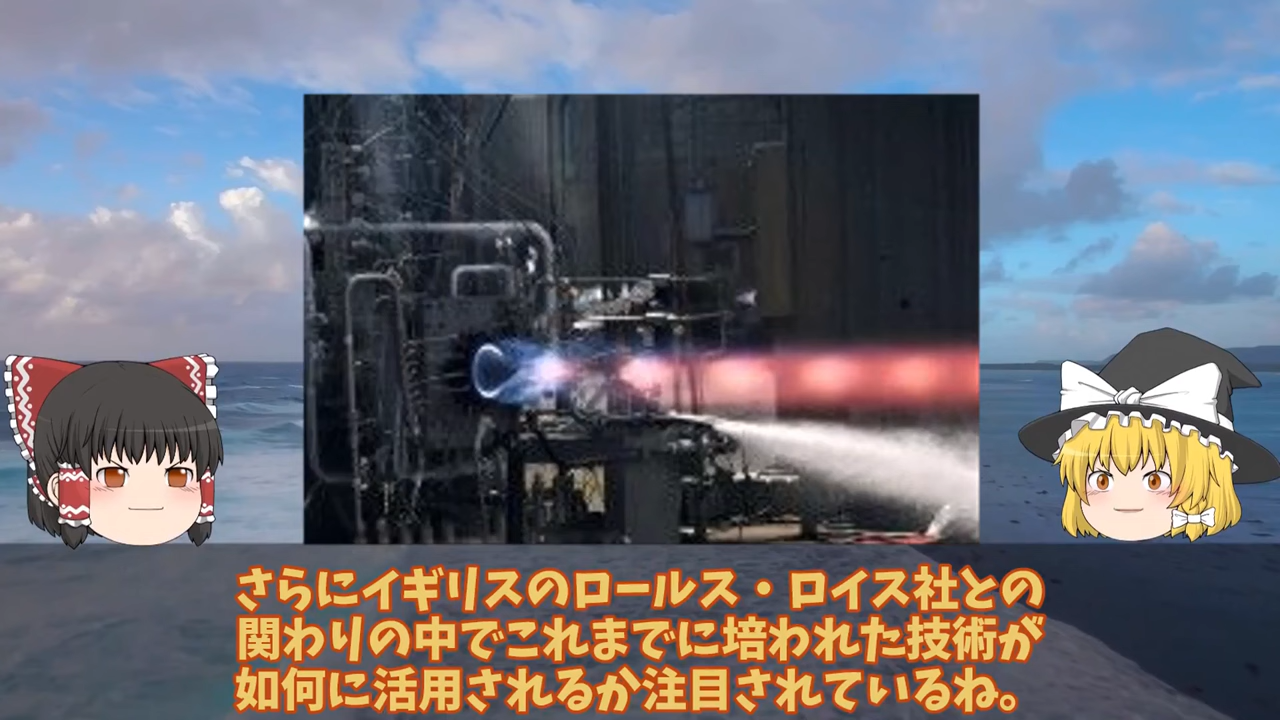 さらにイギリスのロールス・ロイス社との
関わりの中でこれまでに培われた技術が
如何に活用されるか注目されているね。